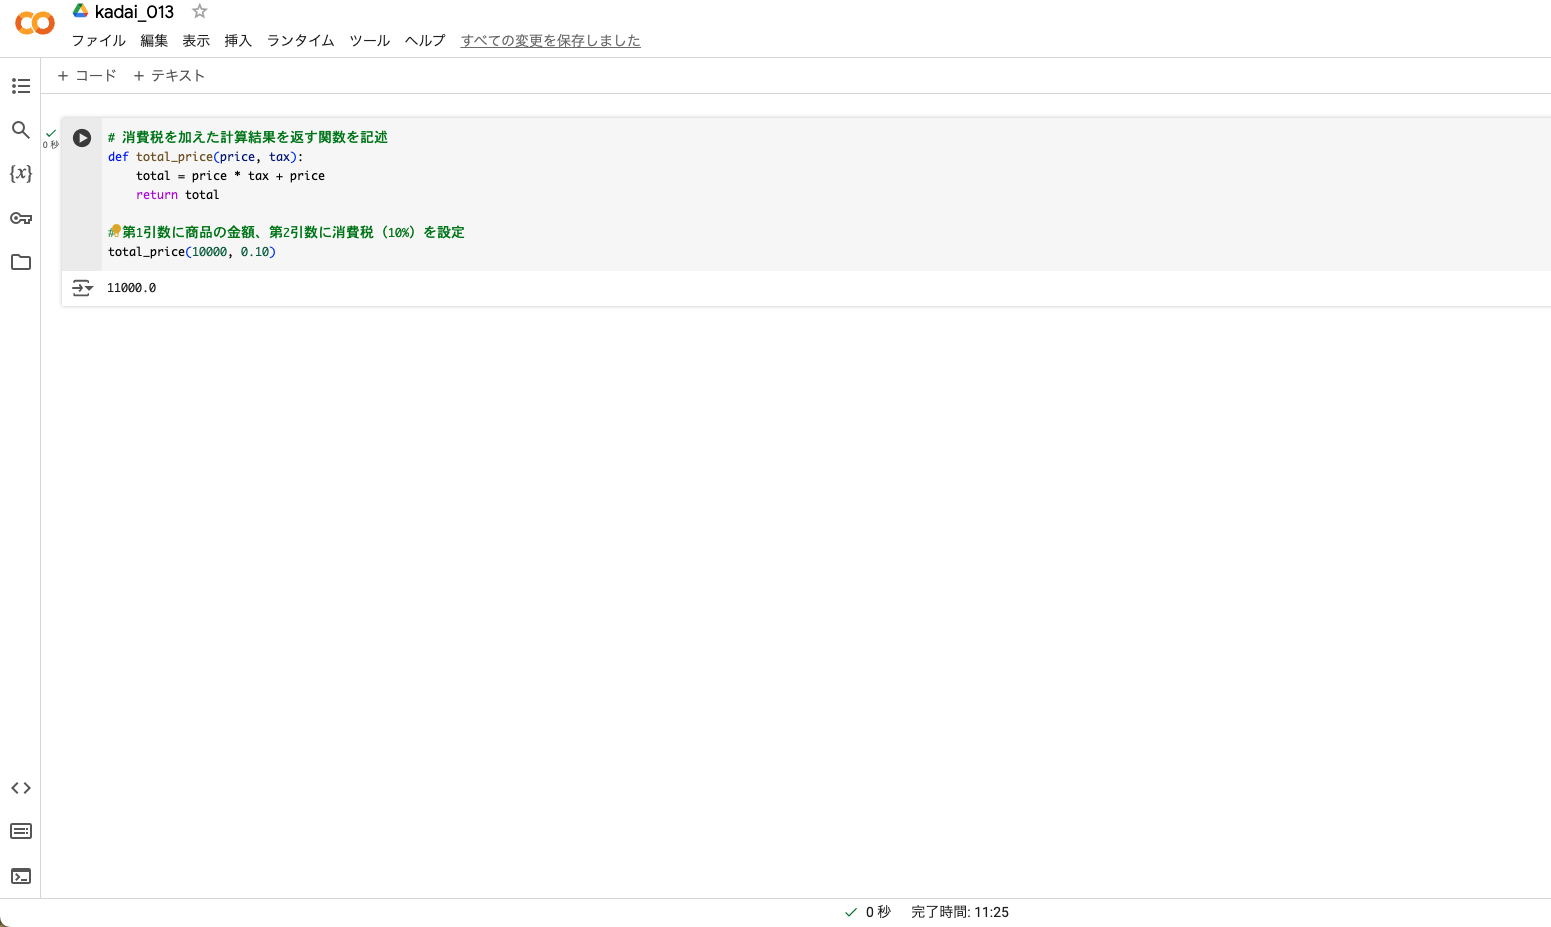 kadai_013
ファイル 編集 表示 挿入 ランタイム ツール ヘルプ すべての変更を保存しました
+ コード + テキスト
# 消費税を加えた計算結果を返す関数を記述
def total_price(price, tax):
    total = price * tax + price
    return total
# 第1引数に商品の金額、第2引数に消費税（10%）を設定
total_price(10000, 0.10)
0 秒
11000.0
{x}
0 秒 完了時間: 11:25